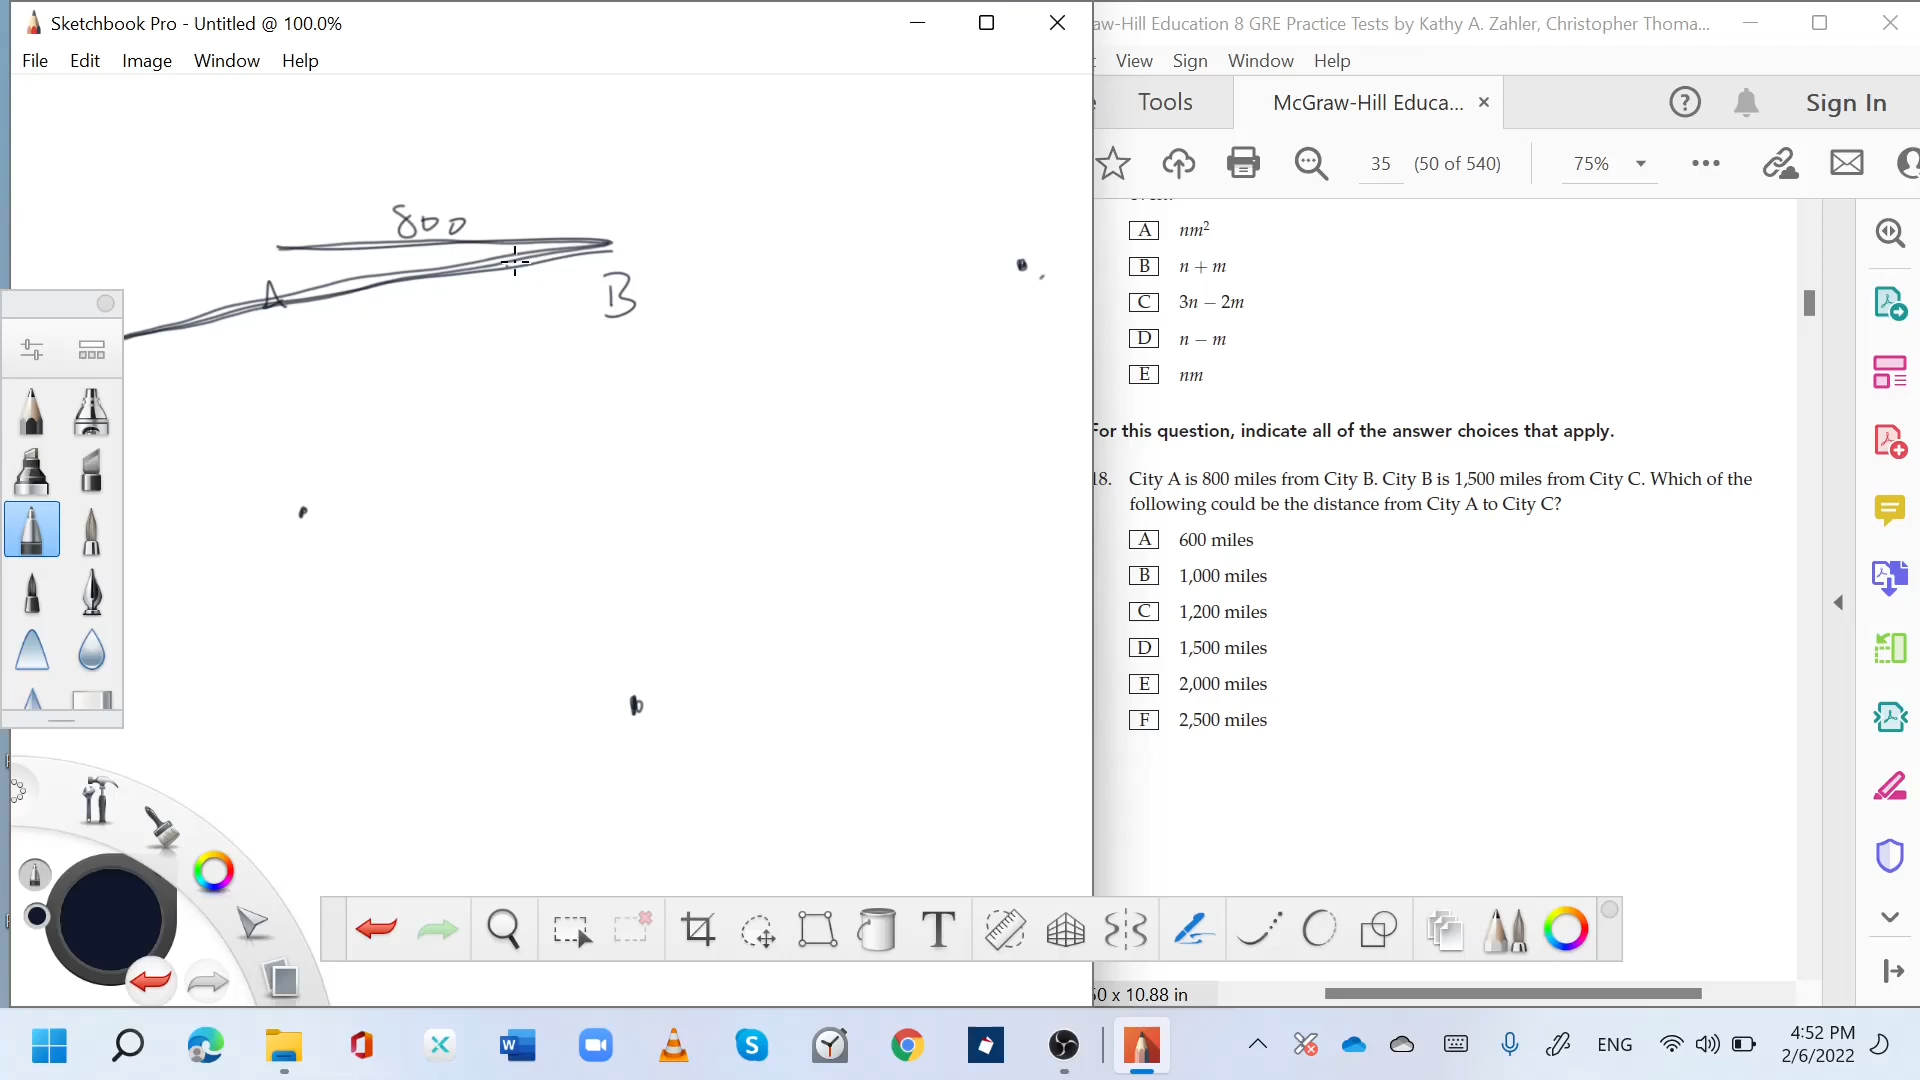 Sketchbook Pro - Untitled @ 100.0%
File Edit Image Window Help
800
A
B
aw-Hill Education 8 GRE Practice Tests by Kathy A. Zahler, Christopher Thoma...
View Sign Window Help
Tools
McGraw-Hill Educa... ×
Sign In
35 (50 of 540)
75%
A nm²
B n + m
C 3n − 2m
D n − m
E nm
For this question, indicate all of the answer choices that apply.
18. City A is 800 miles from City B. City B is 1,500 miles from City C. Which of the
following could be the distance from City A to City C?
A 600 miles
B 1,000 miles
C 1,200 miles
D 1,500 miles
E 2,000 miles
F 2,500 miles
T
50 x 10.88 in
ENG
4:52 PM
2/6/2022